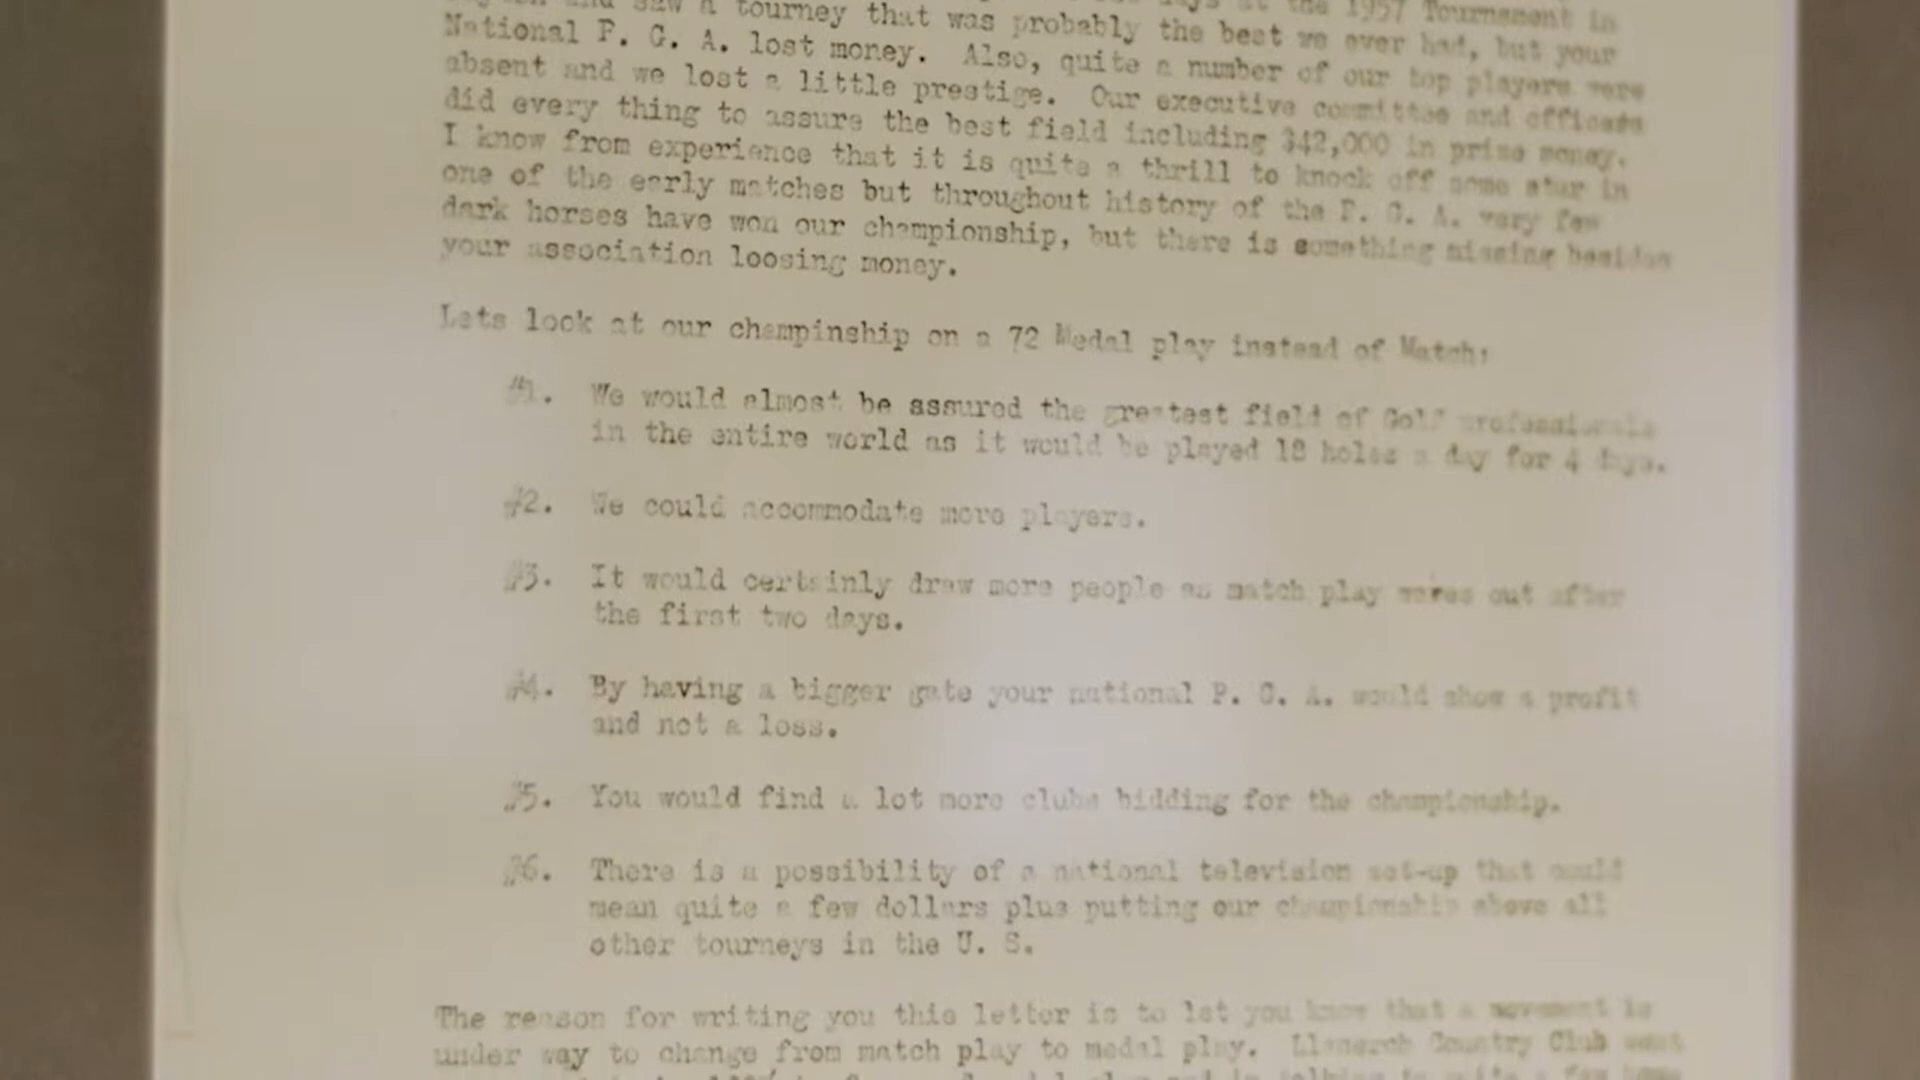 saw a tourney that was probably the best we ever had, but your
the 1957 Tournament in
National P. G. A. lost money. Also, quite a number of our top players were
absent and we lost a little prestige. Our executive committee and officers
did every thing to assure the best field including $42,000 in prize money.
I know from experience that it is quite a thrill to knock off some star in
one of the early matches but throughout history of the P. G. A. very few
dark horses have won our championship, but there is something missing besides
your association loosing money.
Lets look at our champinship on a 72 Medal play instead of Match:
#1. We would almost be assured the greatest field of Golf professionals
in the entire world as it would be played 18 holes a day for 4 days.
#2. We could accommodate more players.
#3. It would certainly draw more people as match play wares out after
the first two days.
#4. By having a bigger gate your national P. G. A. would show a profit
and not a loss.
#5. You would find a lot more clubs bidding for the championship.
#6. There is a possibility of a national television set-up that could
mean quite a few dollars plus putting our championship above all
other tourneys in the U. S.
The reason for writing you this letter is to let you know that a movement is
under way to change from match play to medal play. Llanerch Country Club want